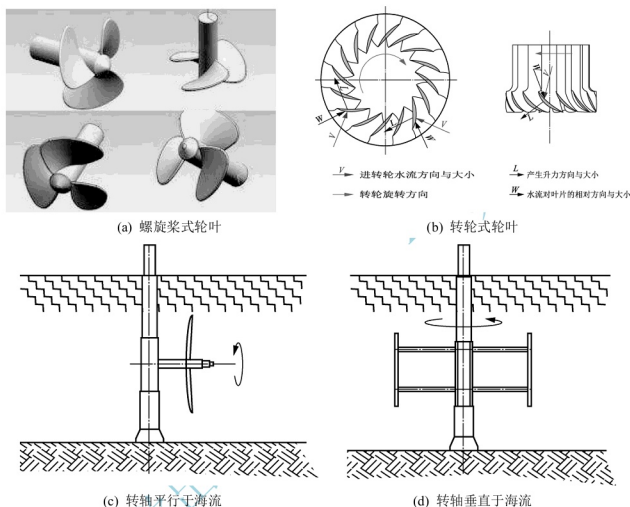 (a) 螺旋桨式轮叶
W
V
L
V
W
W
V
L
V 进转轮水流方向与大小
L 产生升力方向与大小
转轮旋转方向
W 水流对叶片的相对方向与大小
(b) 转轮式轮叶
(c) 转轴平行于海流
(d) 转轴垂直于海流